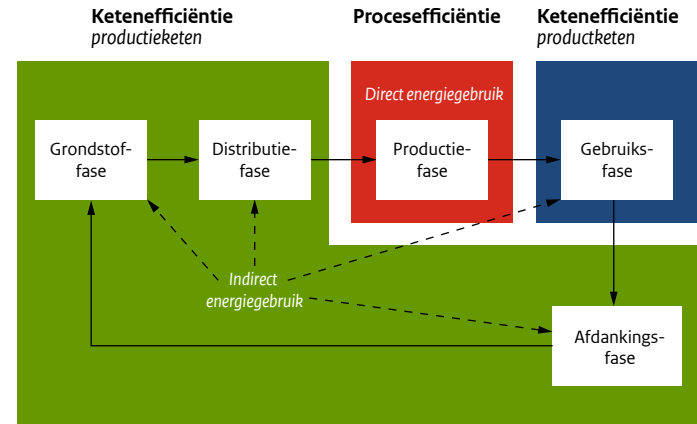 Ketenefficiëntie
productieketen
Procesefficiëntie
Ketenefficiëntie
productketen
Direct energiegebruik
Grondstof-
fase
Distributie-
fase
Productie-
fase
Gebruiks-
fase
Indirect
energiegebruik
Afdankings-
fase